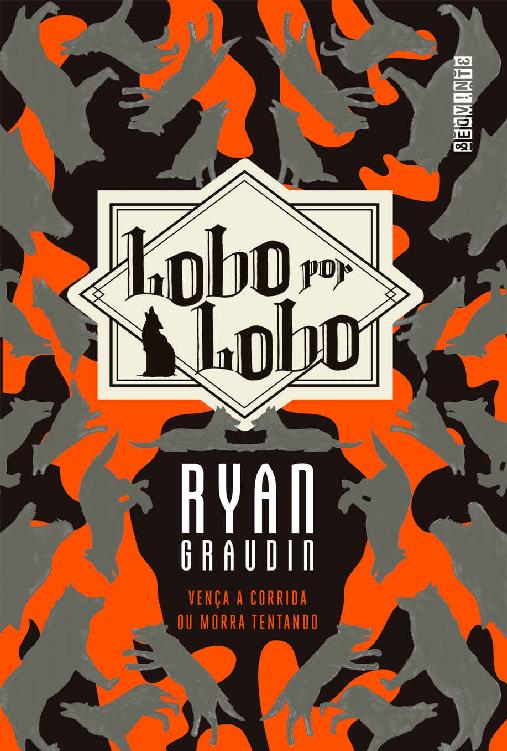 SEGUINTE
Lobo por
Lobo
RYAN
GRAUDIN
VENÇA A CORRIDA
OU MORRA TENTANDO